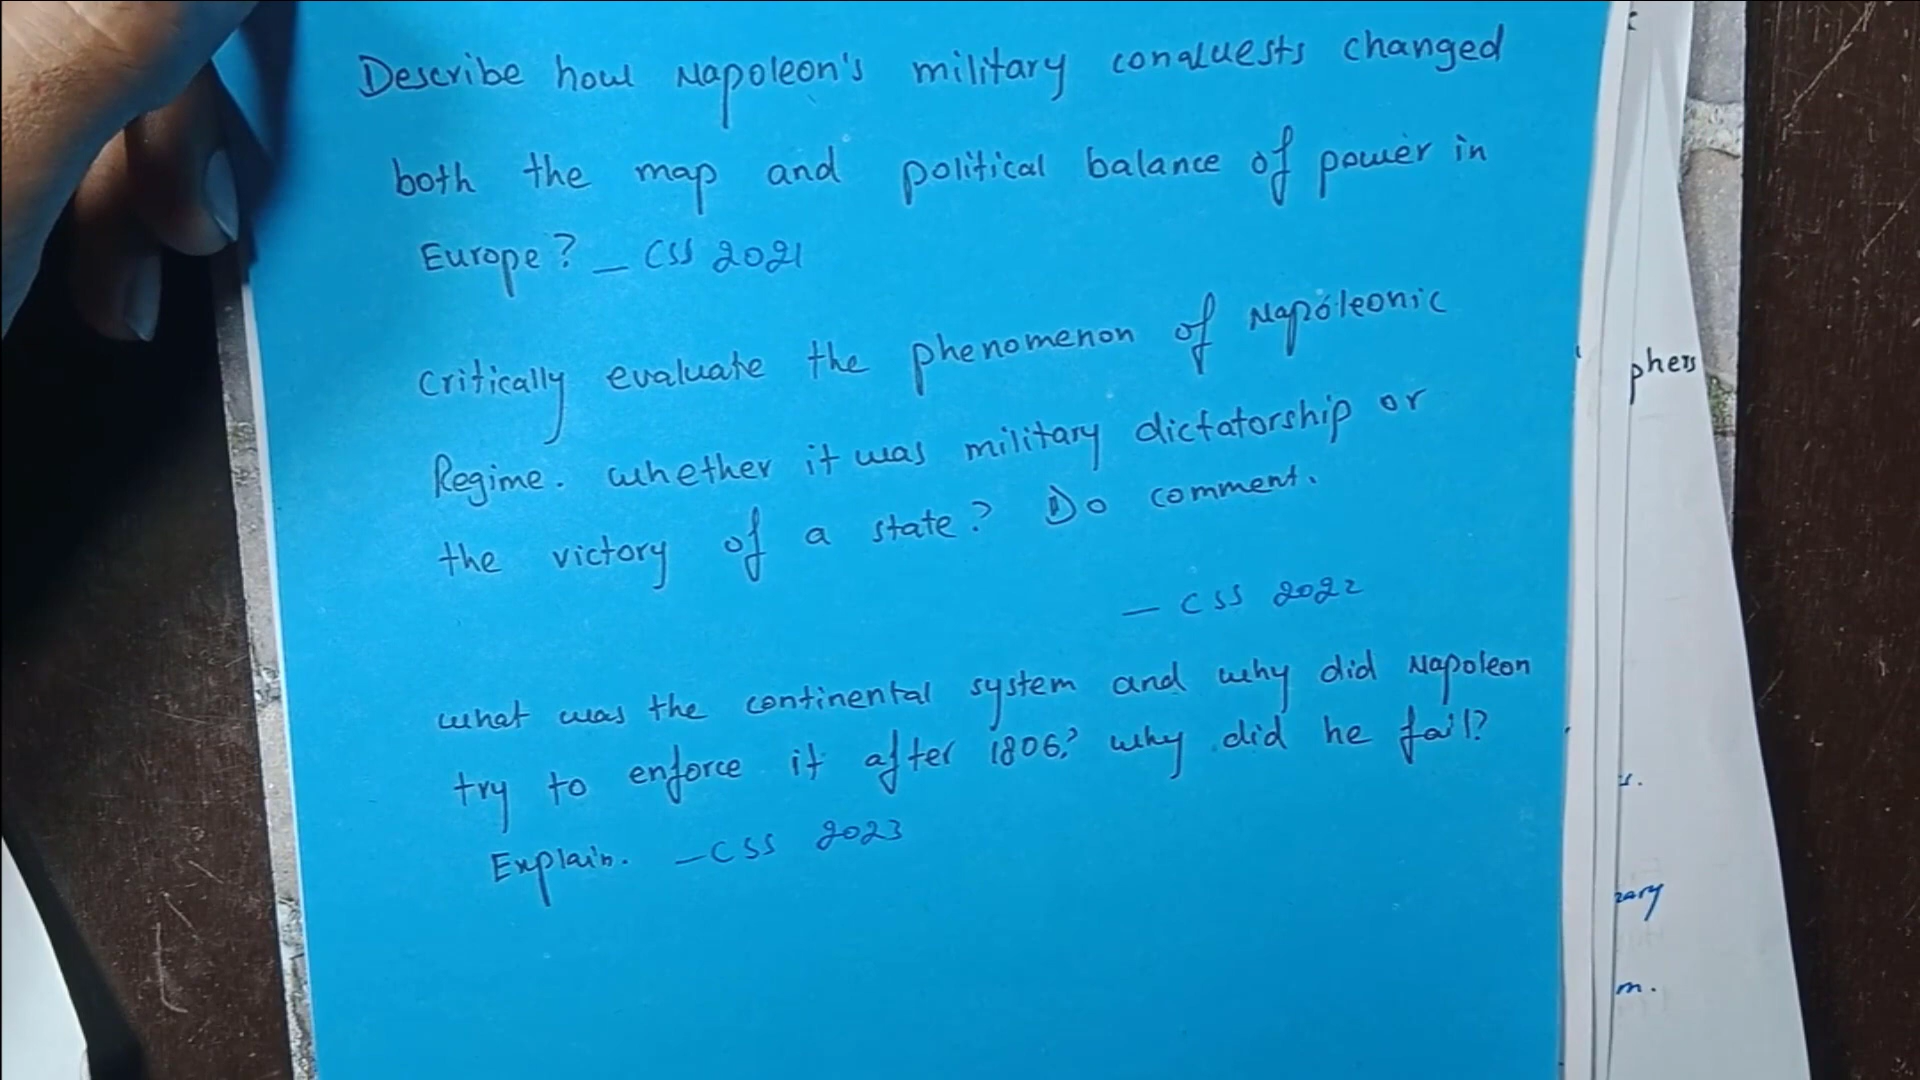 Describe how Napoleon's military conquests changed
both the map and political balance of power in
Europe? _ CSS 2021
Critically evaluate the phenomenon of Napoleonic
Regime. whether it was military dictatorship or
the victory of a state? Do comment.
— CSS 2022
what was the continental system and why did Napoleon
try to enforce it after 1806? why did he fail?
Explain. — CSS 2023
phers
s.
rary
m.